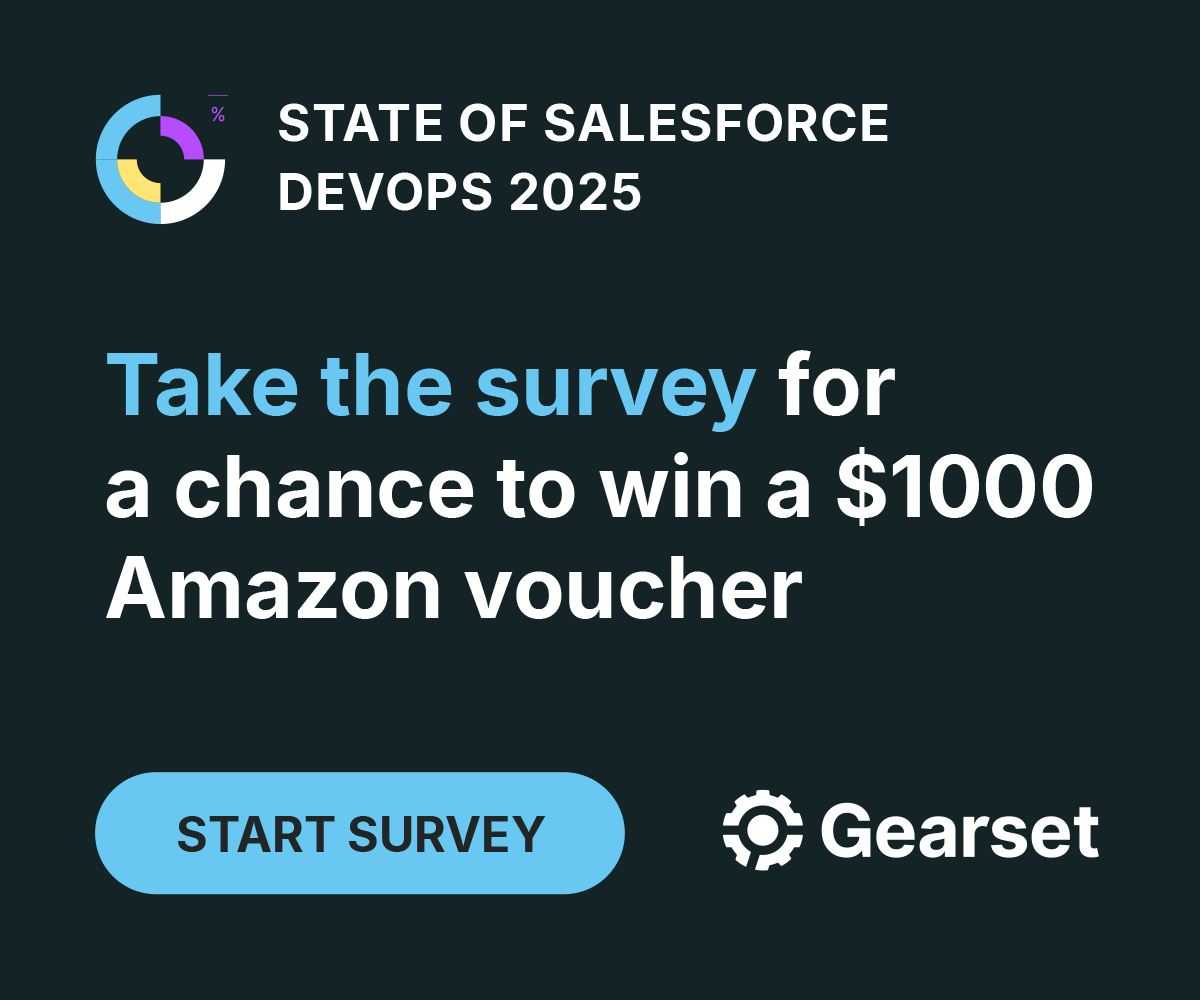 %
STATE OF SALESFORCE
DEVOPS 2025
Take the survey for
a chance to win a $1000
Amazon voucher
START SURVEY
Gearset